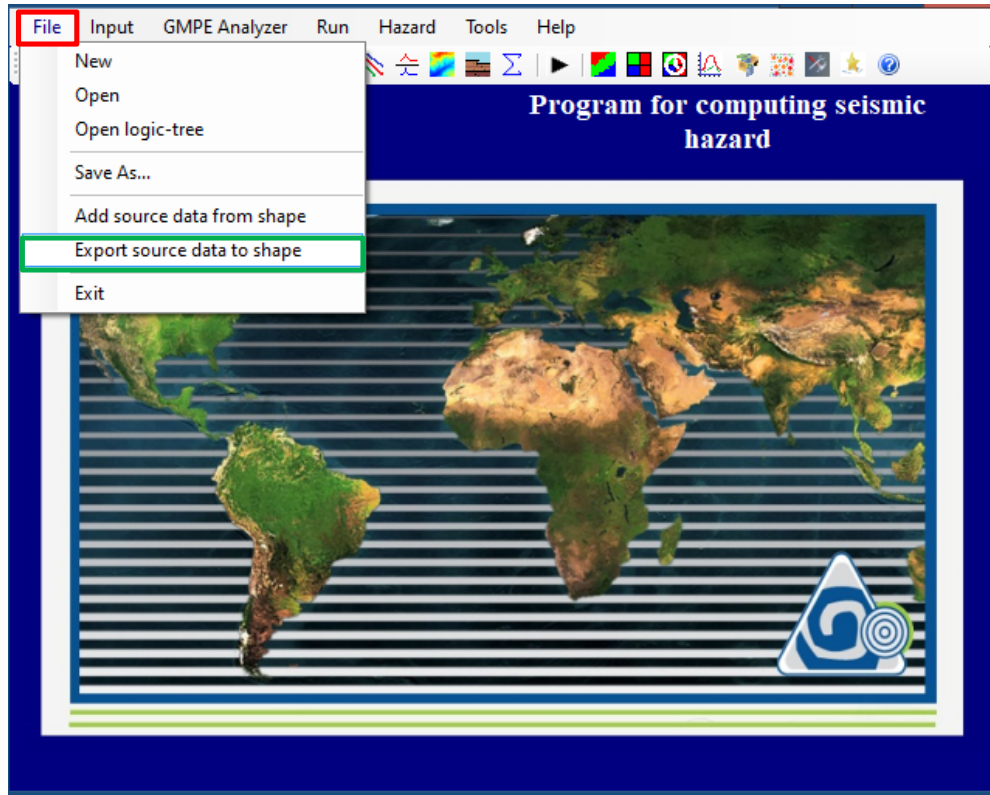 File Input GMPE Analyzer Run Hazard Tools Help
New
Open
Open logic-tree
Save As...
Add source data from shape
Export source data to shape
Exit
Program for computing seismic
hazard